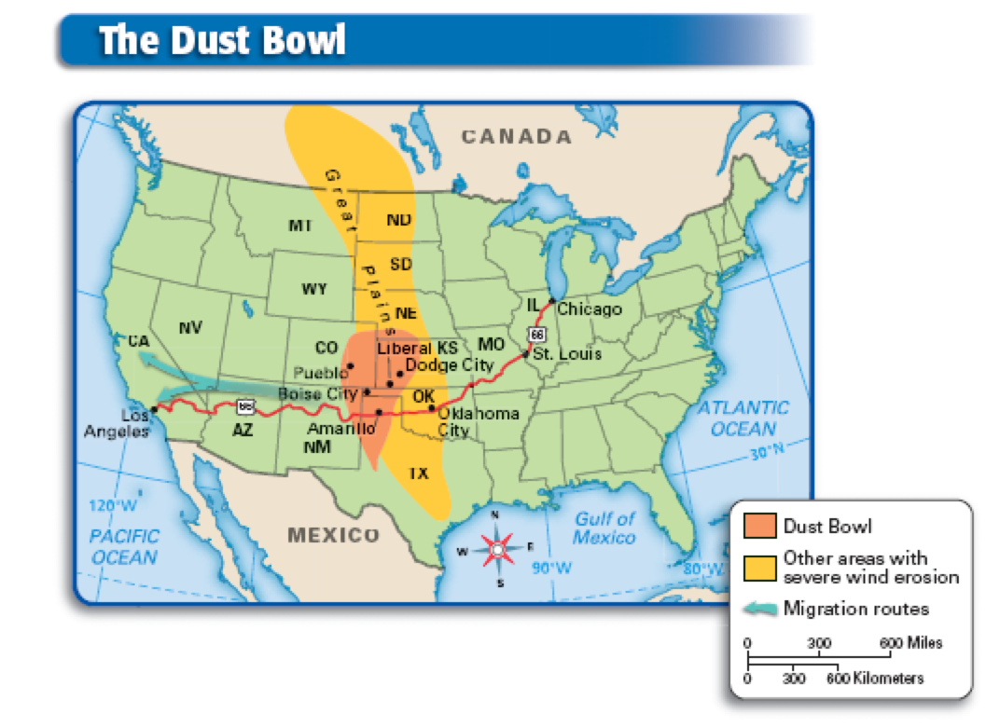 The Dust Bowl
CANADA
Great
Plains
MT
ND
SD
WY
NE
IL
Chicago
66
NV
CA
CO
Liberal KS
MO
St. Louis
Pueblo
Dodge City
Boise City
OK
Oklahoma
City
Los
Angeles
66
AZ
Amarillo
NM
TX
ATLANTIC
OCEAN
30°N
120°W
PACIFIC
OCEAN
MEXICO
N
W
E
S
Gulf of
Mexico
90°W
80°W
Dust Bowl
Other areas with
severe wind erosion
Migration routes
0 300 600 Miles
0 300 600 Kilometers